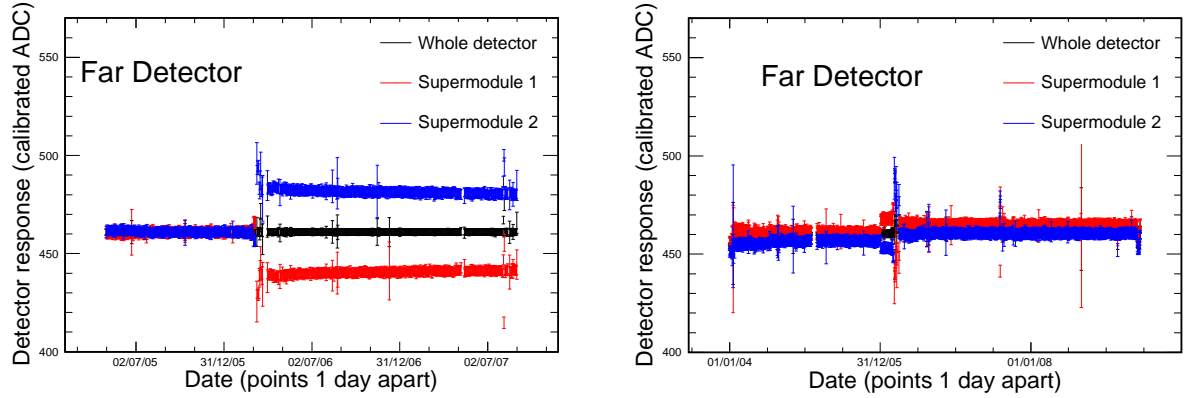 Detector response (calibrated ADC)
550
500
450
400
Far Detector
Whole detector
Supermodule 1
Supermodule 2
02/07/05
31/12/05
02/07/06
31/12/06
02/07/07
Date (points 1 day apart)
Detector response (calibrated ADC)
550
500
450
400
Far Detector
Whole detector
Supermodule 1
Supermodule 2
01/01/04
31/12/05
01/01/08
Date (points 1 day apart)